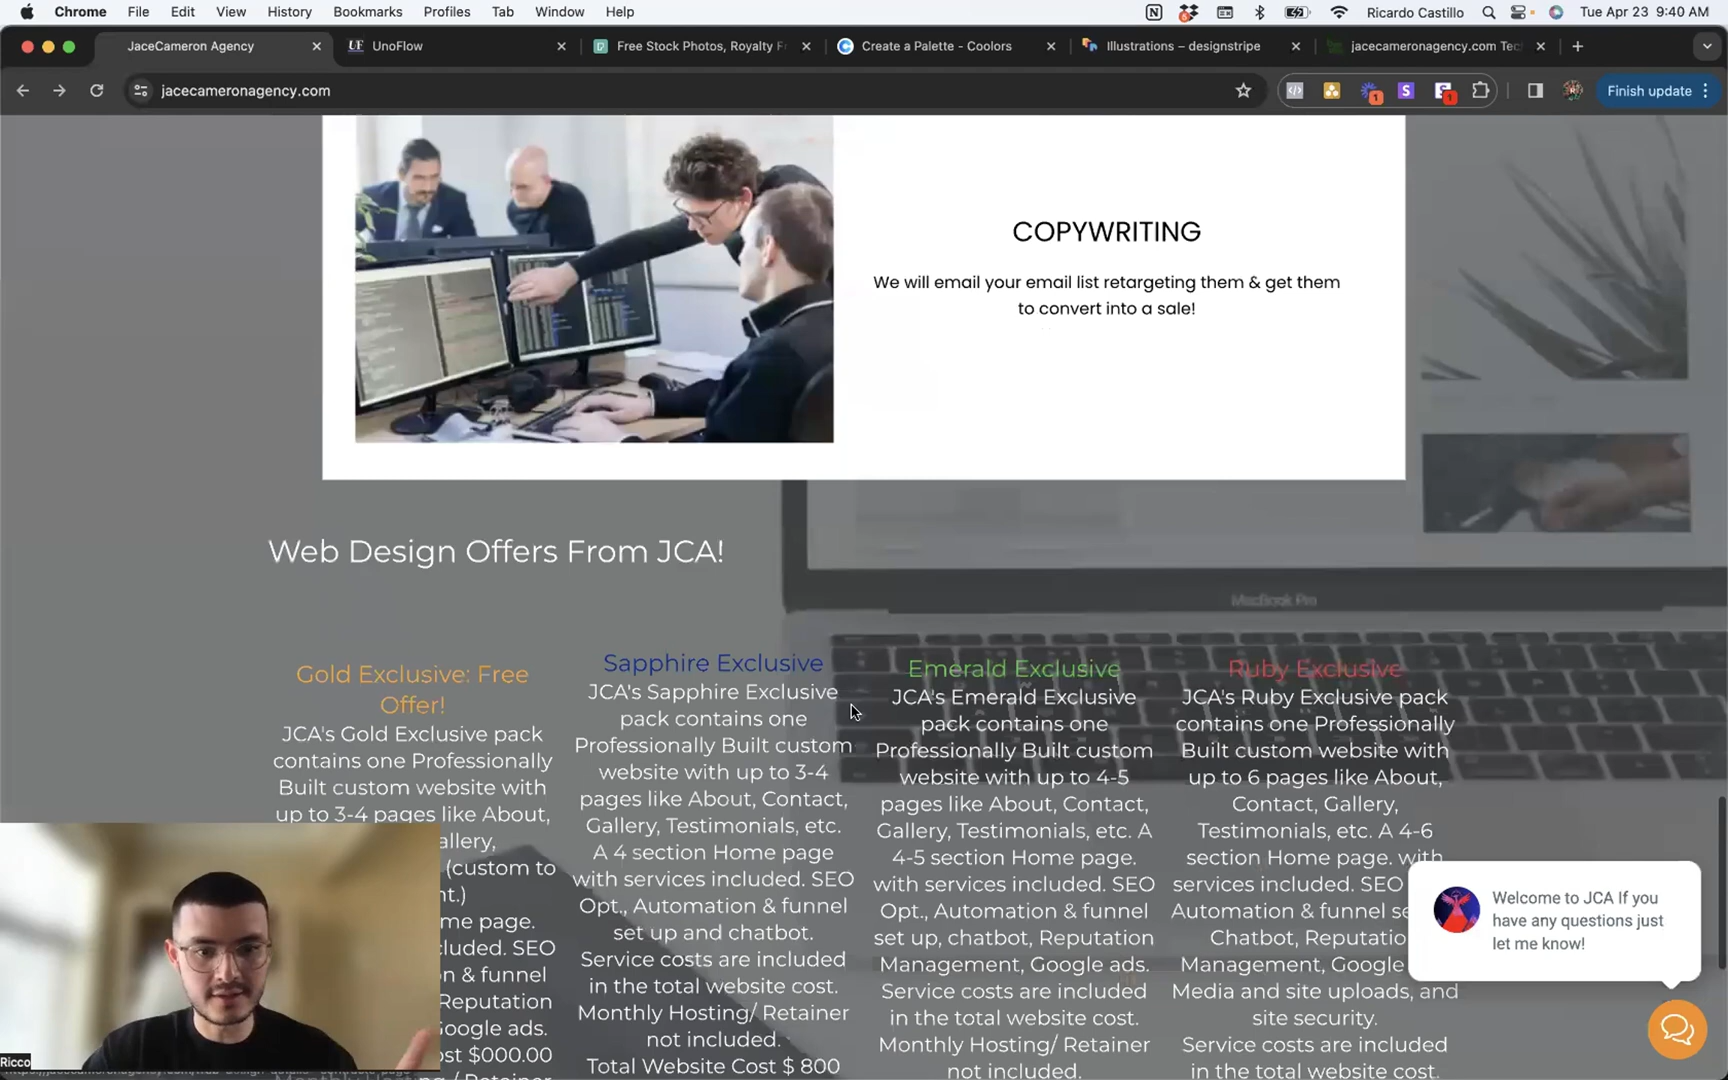 Chrome File Edit View History Bookmarks Profiles Tab Window Help
Ricardo Castillo Tue Apr 23 9:40 AM
JaceCameron Agency
UF UnoFlow
Free Stock Photos, Royalty Fr
Create a Palette - Coolors
Illustrations – designstripe
jacecameronagency.com Tec
jacecameronagency.com
Finish update
COPYWRITING
We will email your email list retargeting them & get them
to convert into a sale!
MacBook Pro
Web Design Offers From JCA!
Gold Exclusive: Free
Offer!
JCA's Gold Exclusive pack
contains one Professionally
Built custom website with
up to 3-4 pages like About,
allery,
(custom to
nt.)
me page.
cluded. SEO
n & funnel
Reputation
Google ads.
st $000.00
Sapphire Exclusive
JCA's Sapphire Exclusive
pack contains one
Professionally Built custom
website with up to 3-4
pages like About, Contact,
Gallery, Testimonials, etc.
A 4 section Home page
with services included. SEO
Opt., Automation & funnel
set up and chatbot.
Service costs are included
in the total website cost.
Monthly Hosting/ Retainer
not included.
Total Website Cost $ 800
Emerald Exclusive
JCA's Emerald Exclusive
pack contains one
Professionally Built custom
website with up to 4-5
pages like About, Contact,
Gallery, Testimonials, etc. A
4-5 section Home page.
with services included. SEO
Opt., Automation & funnel
set up, chatbot, Reputation
Management, Google ads.
Service costs are included
in the total website cost.
Monthly Hosting/ Retainer
not included.
Ruby Exclusive
JCA's Ruby Exclusive pack
contains one Professionally
Built custom website with
up to 6 pages like About,
Contact, Gallery,
Testimonials, etc. A 4-6
section Home page. with
services included. SEO
Automation & funnel se
Chatbot, Reputatio
Management, Google
Media and site uploads, and
site security.
Service costs are included
in the total website cost.
Welcome to JCA If you
have any questions just
let me know!
Ricco